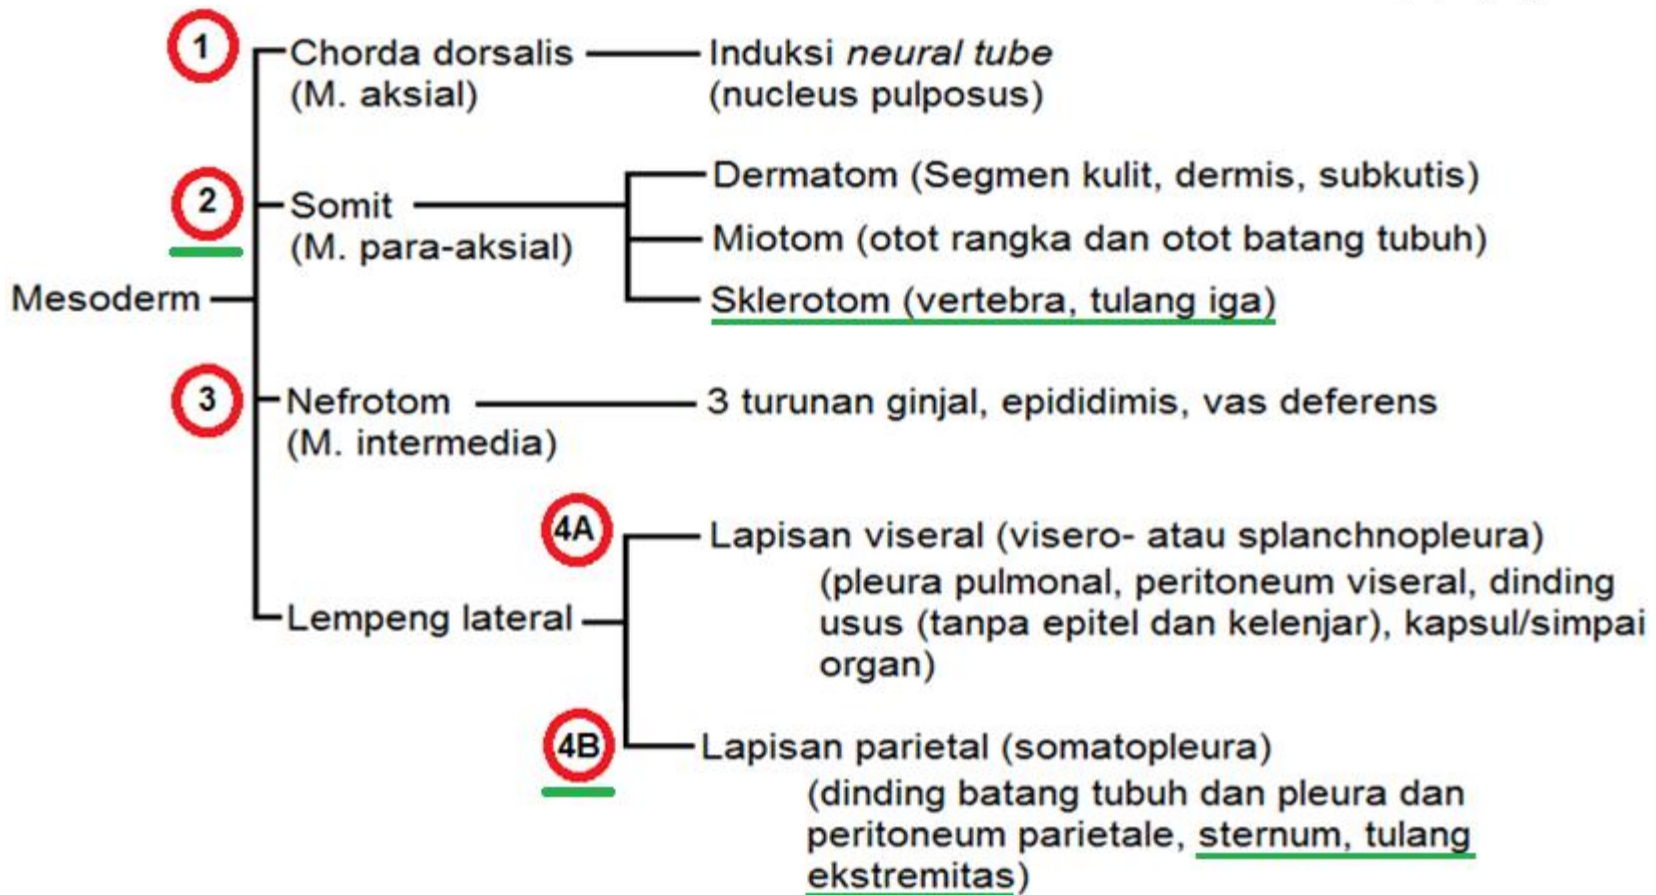 1
Chorda dorsalis
(M. aksial)
Induksi neural tube
(nucleus pulposus)
2
Somit
(M. para-aksial)
Dermatom (Segmen kulit, dermis, subkutis)
Miotom (otot rangka dan otot batang tubuh)
Sklerotom (vertebra, tulang iga)
Mesoderm
3
Nefrotom
(M. intermedia)
3 turunan ginjal, epididimis, vas deferens
Lempeng lateral
4A
Lapisan viseral (visero- atau splanchnopleura)
(pleura pulmonal, peritoneum viseral, dinding
usus (tanpa epitel dan kelenjar), kapsul/simpai
organ)
4B
Lapisan parietal (somatopleura)
(dinding batang tubuh dan pleura dan
peritoneum parietale, sternum, tulang
ekstremitas)